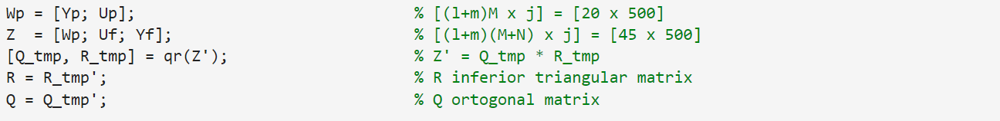 Wp = [Yp; Up]; % [(l+m)M x j] = [20 x 500]
Z  = [Wp; Uf; Yf]; % [(l+m)(M+N) x j] = [45 x 500]
[Q_tmp, R_tmp] = qr(Z'); % Z' = Q_tmp * R_tmp
R = R_tmp'; % R inferior triangular matrix
Q = Q_tmp'; % Q ortogonal matrix